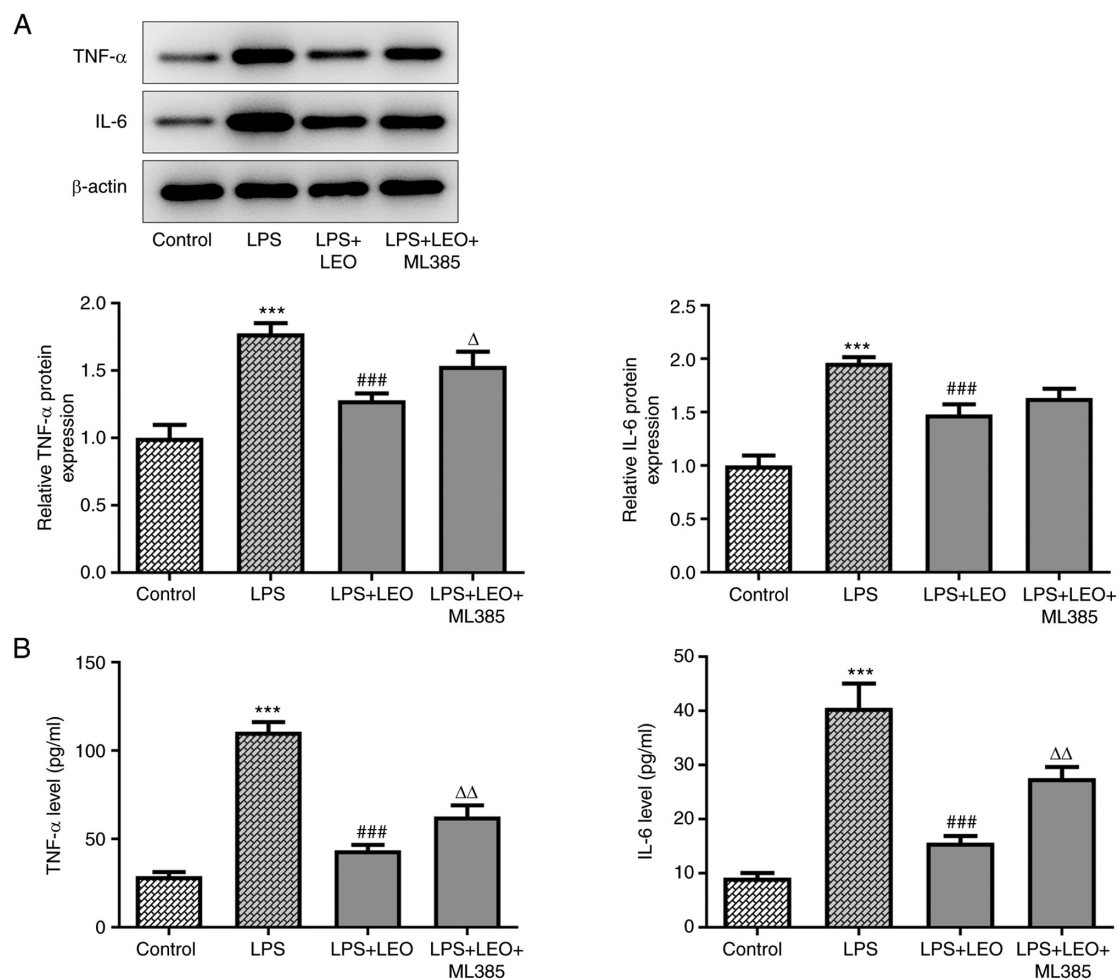 A
TNF-α
IL-6
β-actin
Control LPS LPS+ LPS+LEO+
LEO ML385
Relative TNF-α protein
expression
2.0
1.5
1.0
0.5
0.0
***
###
Δ
Control LPS LPS+LEO LPS+LEO+
ML385
Relative IL-6 protein
expression
2.5
2.0
1.5
1.0
0.5
0.0
***
###
Control LPS LPS+LEO LPS+LEO+
ML385
B
TNF-α level (pg/ml)
150
100
50
0
***
###
ΔΔ
Control LPS LPS+LEO LPS+LEO+
ML385
IL-6 level (pg/ml)
50
40
30
20
10
0
***
###
ΔΔ
Control LPS LPS+LEO LPS+LEO+
ML385